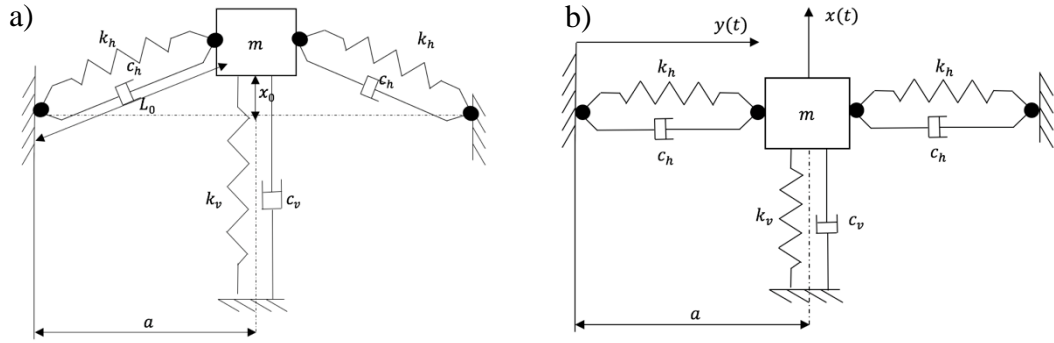 a)
k_h
m
k_h
c_h
c_h
L_0
x_0
k_v
c_v
a
b)
x(t)
y(t)
k_h
k_h
m
c_h
c_h
k_v
c_v
a